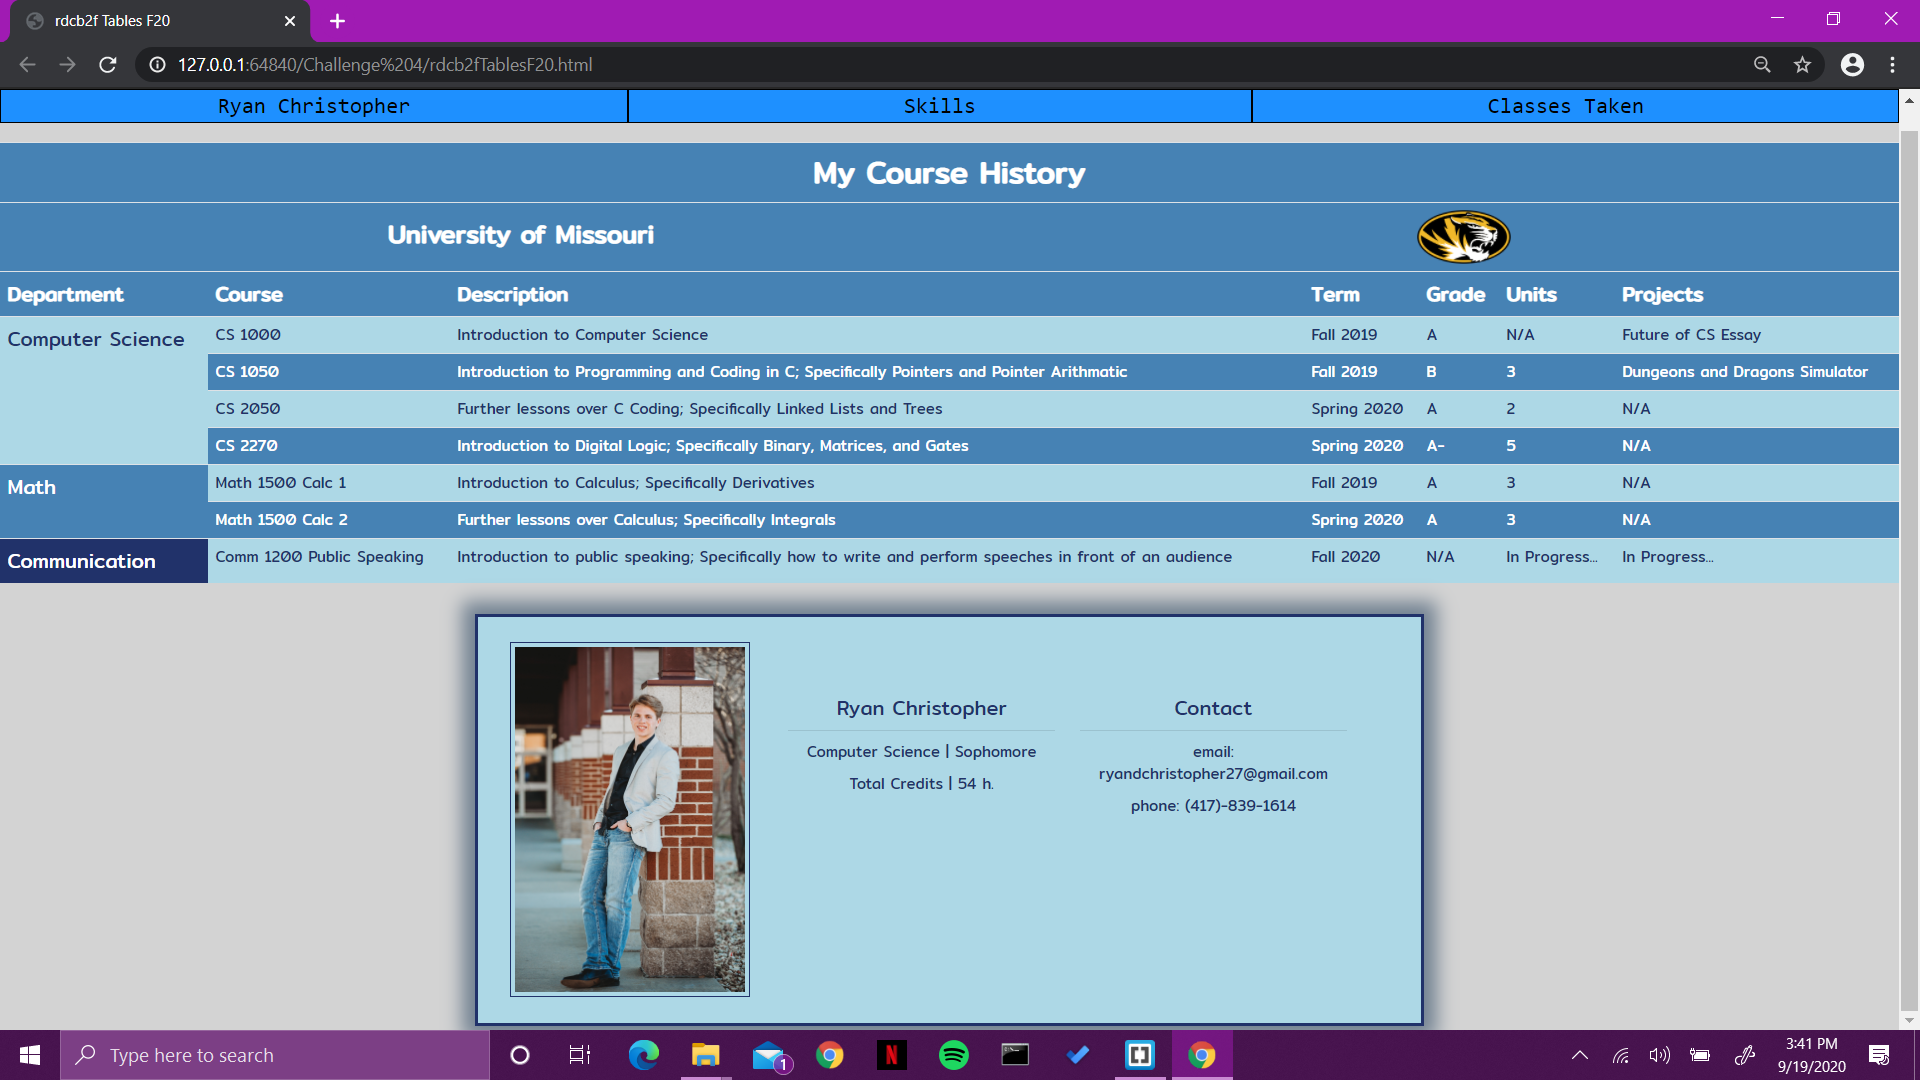 rdcb2f Tables F20
127.0.0.1:64840/Challenge%204/rdcb2fTablesF20.html
Ryan Christopher Skills Classes Taken
My Course History
University of Missouri
Department Course Description Term Grade Units Projects
Computer Science CS 1000 Introduction to Computer Science Fall 2019 A N/A Future of CS Essay
CS 1050 Introduction to Programming and Coding in C; Specifically Pointers and Pointer Arithmatic Fall 2019 B 3 Dungeons and Dragons Simulator
CS 2050 Further lessons over C Coding; Specifically Linked Lists and Trees Spring 2020 A 2 N/A
CS 2270 Introduction to Digital Logic; Specifically Binary, Matrices, and Gates Spring 2020 A- 5 N/A
Math Math 1500 Calc 1 Introduction to Calculus; Specifically Derivatives Fall 2019 A 3 N/A
Math 1500 Calc 2 Further lessons over Calculus; Specifically Integrals Spring 2020 A 3 N/A
Communication Comm 1200 Public Speaking Introduction to public speaking; Specifically how to write and perform speeches in front of an audience Fall 2020 N/A In Progress... In Progress...
Ryan Christopher
Computer Science | Sophomore
Total Credits | 54 h.
Contact
email:
ryandchristopher27@gmail.com
phone: (417)-839-1614
Type here to search
1
N
3:41 PM
9/19/2020